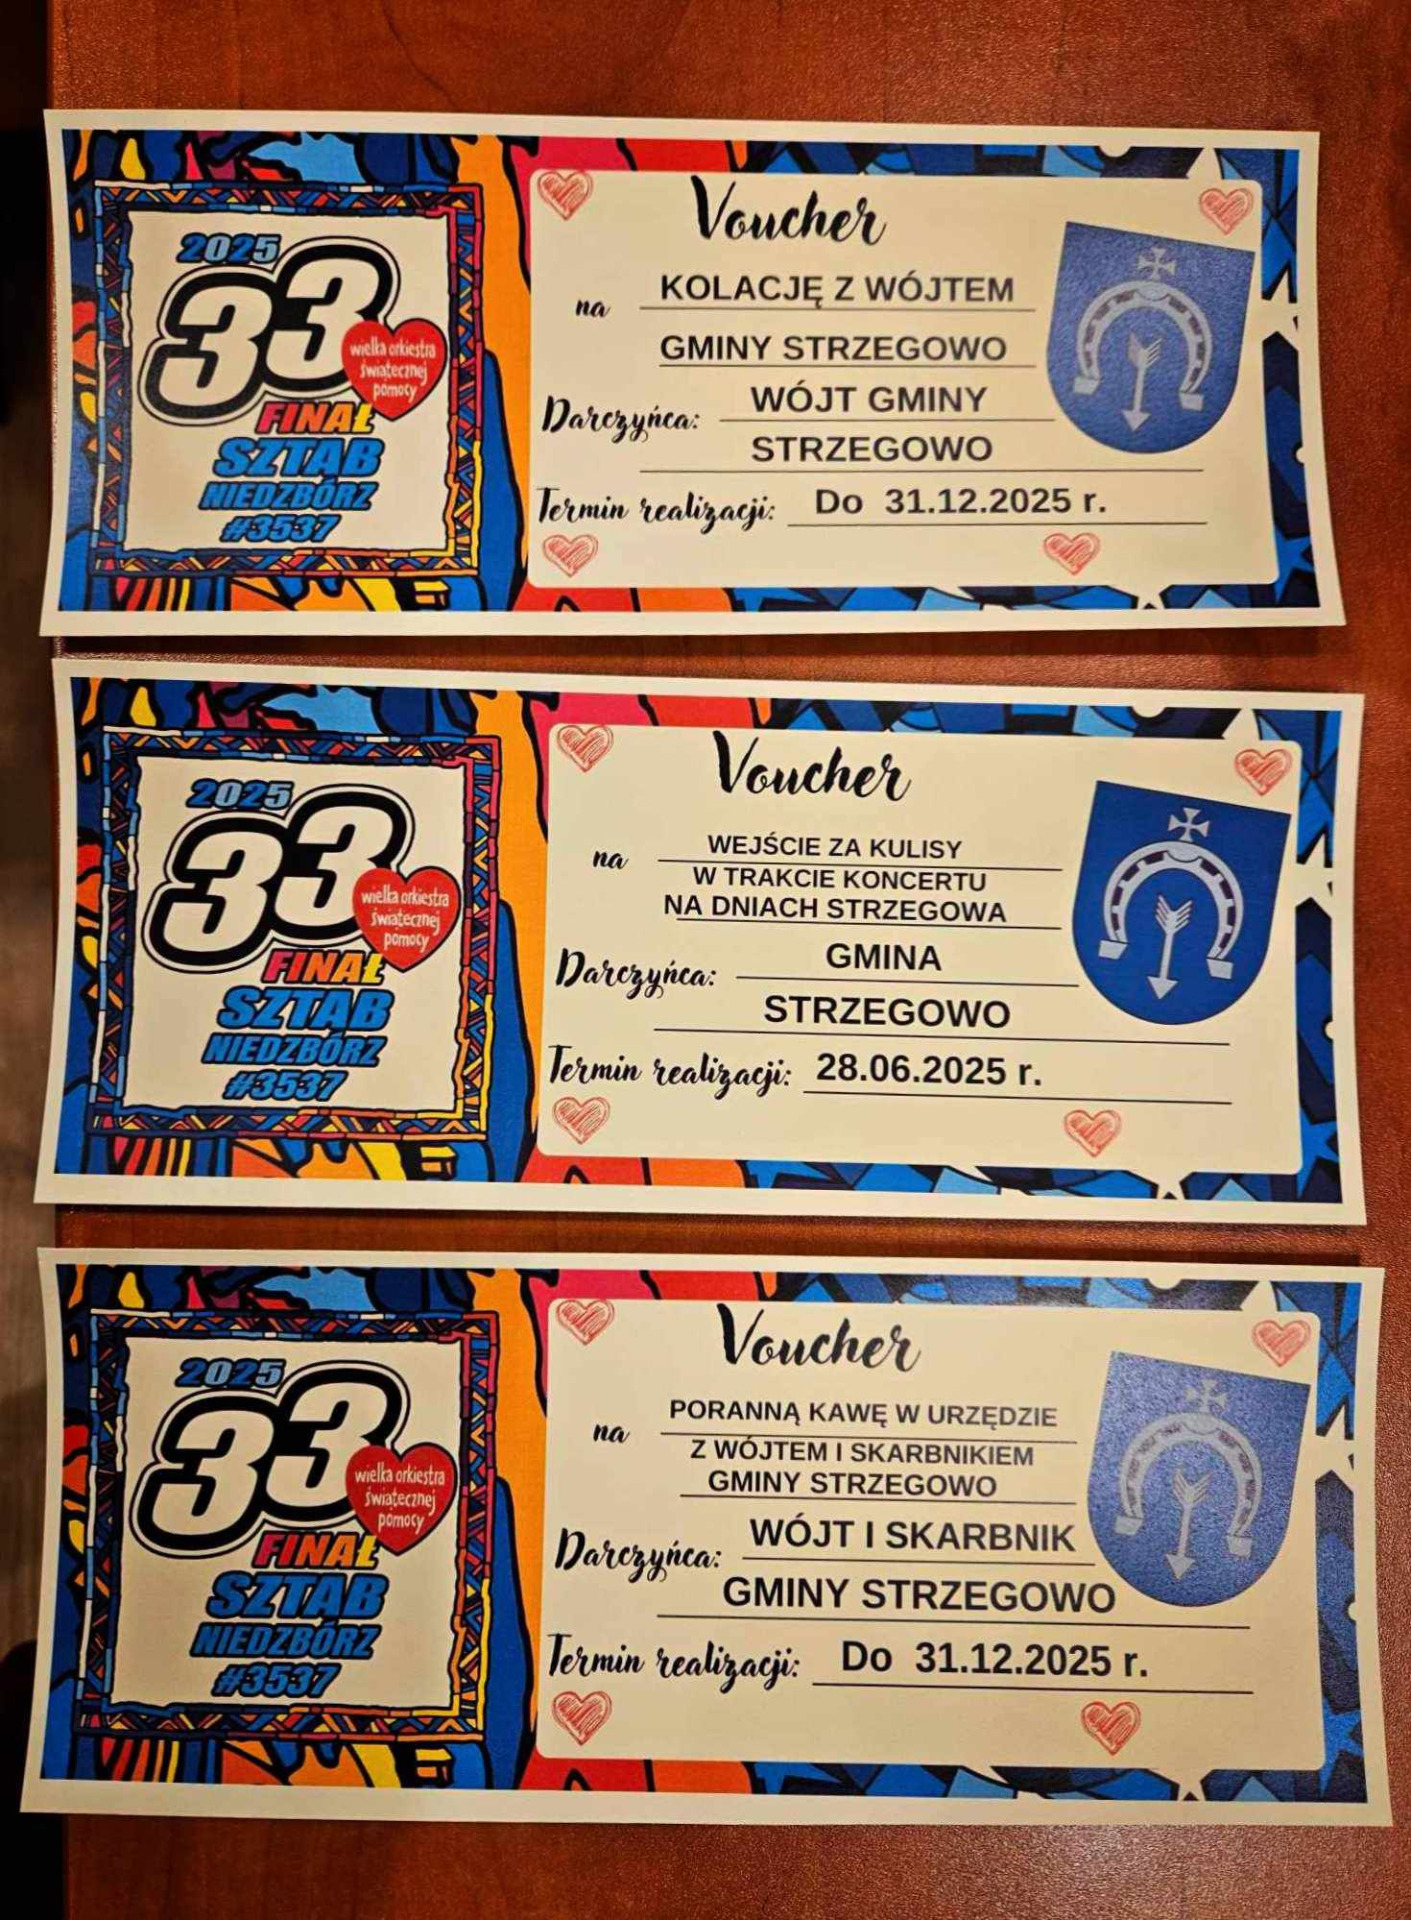 2025
33
wielka orkiestra
świątecznej
pomocy
FINAŁ
SZTAB
NIEDZBÓRZ
#3537
Voucher
na KOLACJĘ Z WÓJTEM
GMINY STRZEGOWO
Darczyńca: WÓJT GMINY
STRZEGOWO
Termin realizacji: Do 31.12.2025 r.
2025
33
wielka orkiestra
świątecznej
pomocy
FINAŁ
SZTAB
NIEDZBÓRZ
#3537
Voucher
na WEJŚCIE ZA KULISY
W TRAKCIE KONCERTU
NA DNIACH STRZEGOWA
Darczyńca: GMINA
STRZEGOWO
Termin realizacji: 28.06.2025 r.
2025
33
wielka orkiestra
świątecznej
pomocy
FINAŁ
SZTAB
NIEDZBÓRZ
#3537
Voucher
na PORANNĄ KAWĘ W URZĘDZIE
Z WÓJTEM I SKARBNIKIEM
GMINY STRZEGOWO
Darczyńca: WÓJT I SKARBNIK
GMINY STRZEGOWO
Termin realizacji: Do 31.12.2025 r.